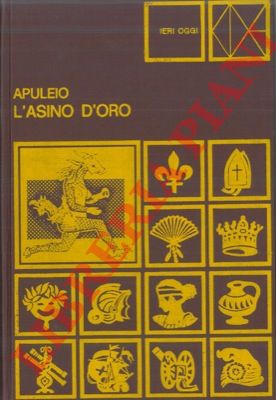 IERI OGGI
APULEIO
L'ASINO D'ORO
LIBRERIA PIANI